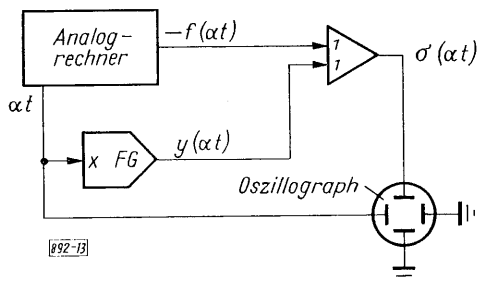 Analog-
rechner
−f(αt)
1
1
σ(αt)
αt
x FG
y(αt)
Oszillograph
892-13